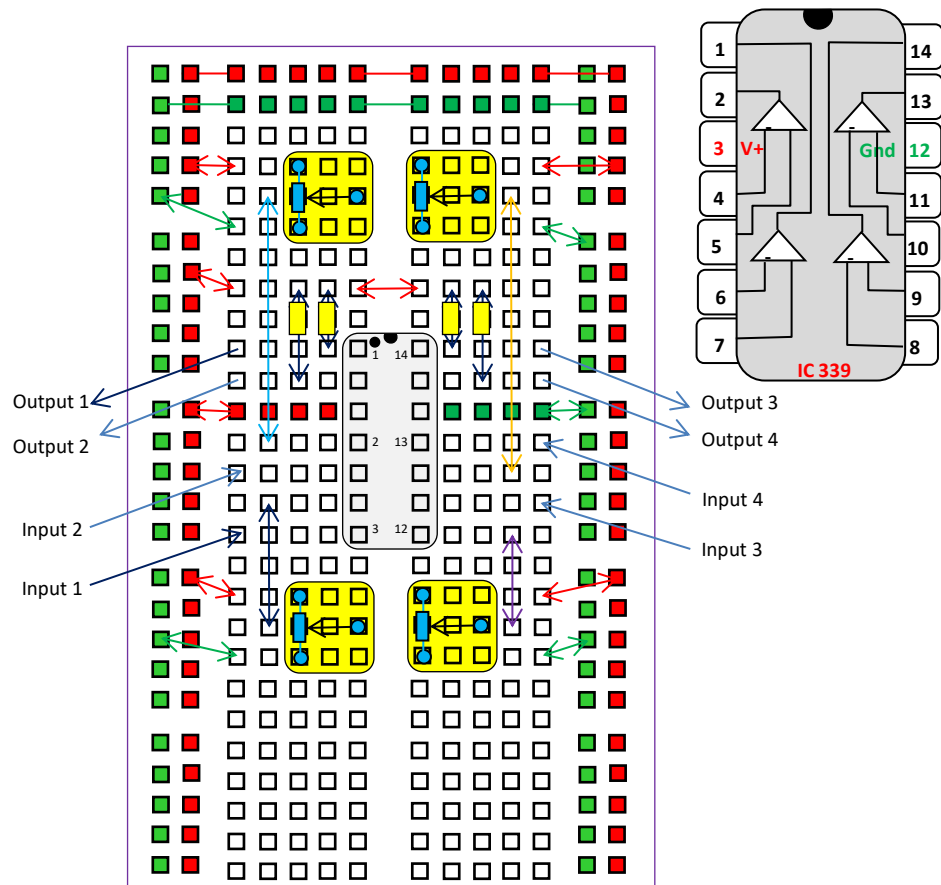 1
14
2
13
3 V+
Gnd 12
4
11
5
10
6
9
7
8
-
-
-
-
IC 339
1 14
2 13
3 12
Output 1
Output 2
Input 2
Input 1
Output 3
Output 4
Input 4
Input 3